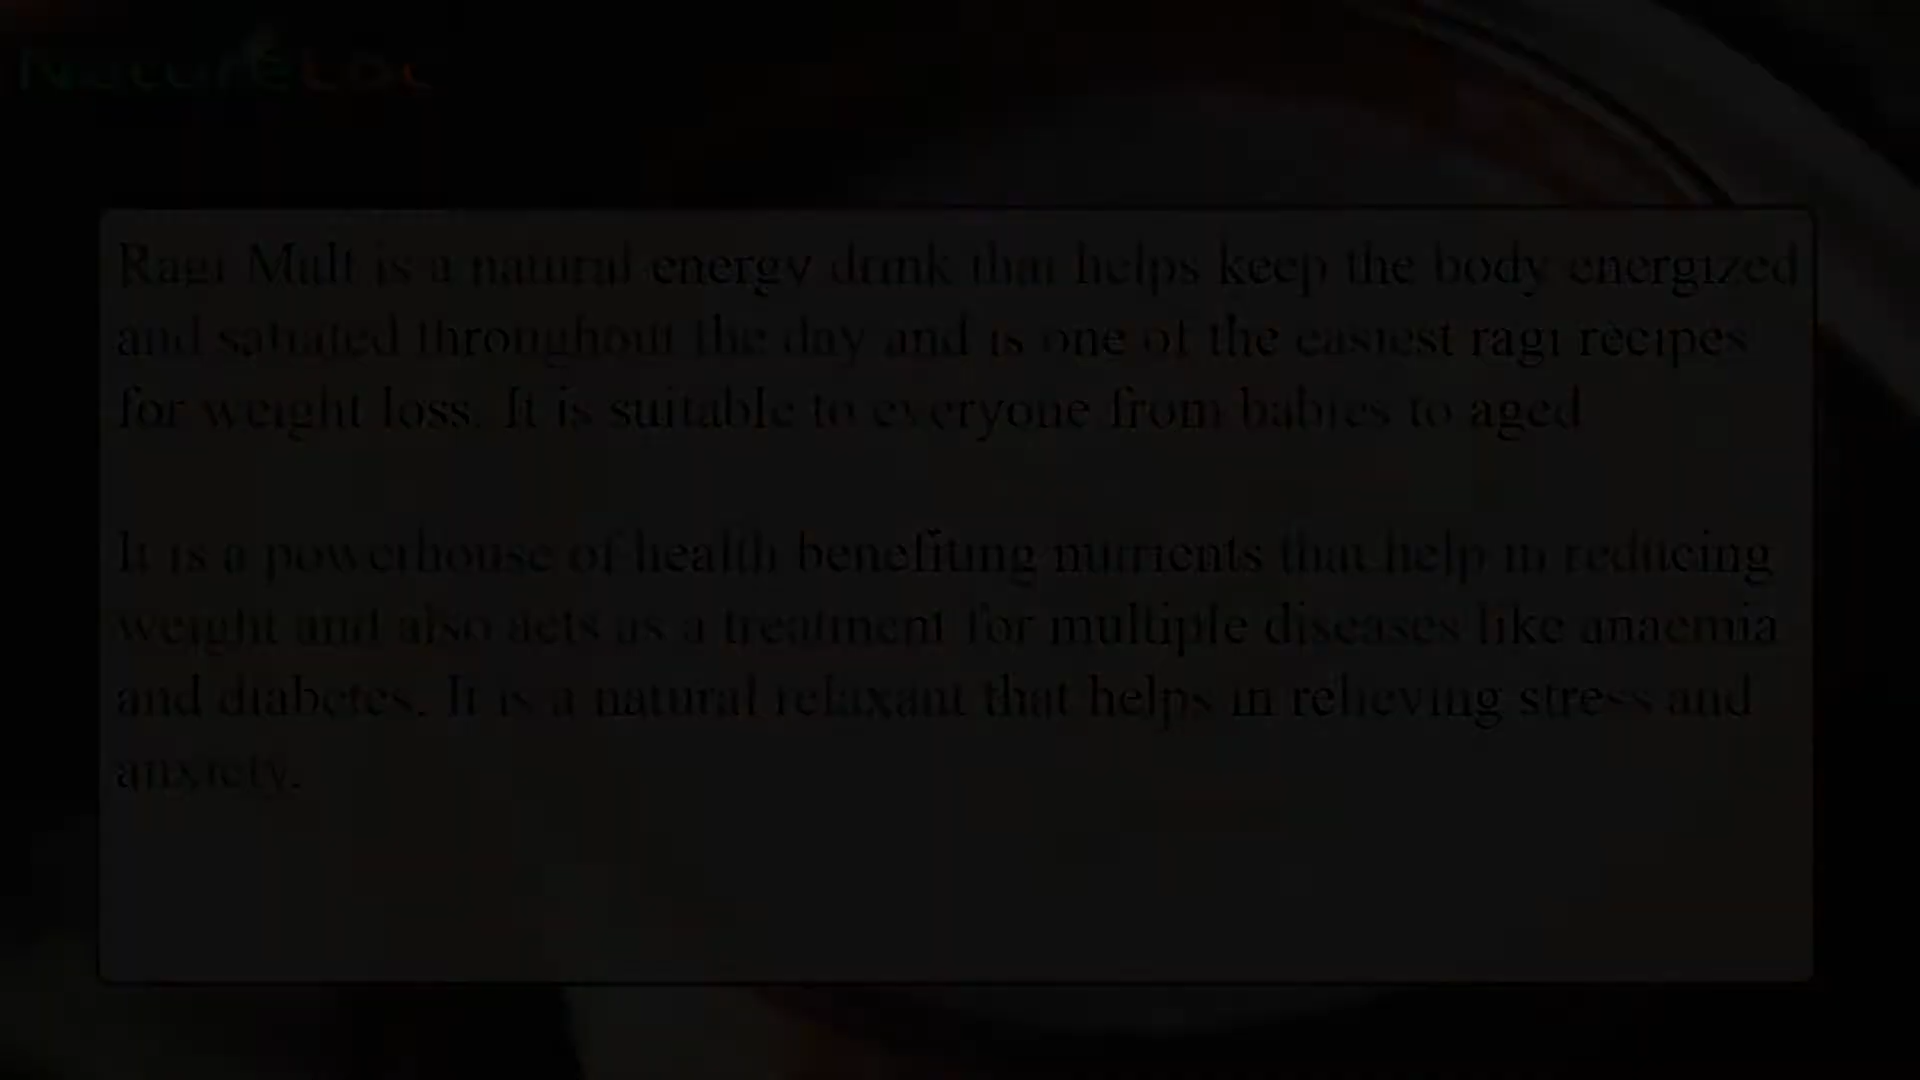 NatureLoc
Ragi Malt is a natural energy drink that helps keep the body energized
and satiated throughout the day and is one of the easiest ragi recipes
for weight loss. It is suitable to everyone from babies to aged
It is a powerhouse of health benefiting nutrients that help in reducing
weight and also acts as a treatment for multiple diseases like anaemia
and diabetes. It is a natural relaxant that helps in relieving stress and
anxiety.